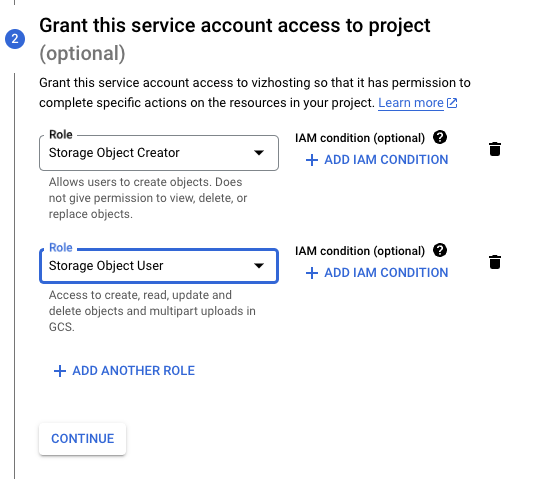 2
Grant this service account access to project
(optional)
Grant this service account access to vizhosting so that it has permission to
complete specific actions on the resources in your project. Learn more
Role
Storage Object Creator
IAM condition (optional) ?
+ ADD IAM CONDITION
Allows users to create objects. Does
not give permission to view, delete, or
replace objects.
Role
Storage Object User
IAM condition (optional) ?
+ ADD IAM CONDITION
Access to create, read, update and
delete objects and multipart uploads in
GCS.
+ ADD ANOTHER ROLE
CONTINUE